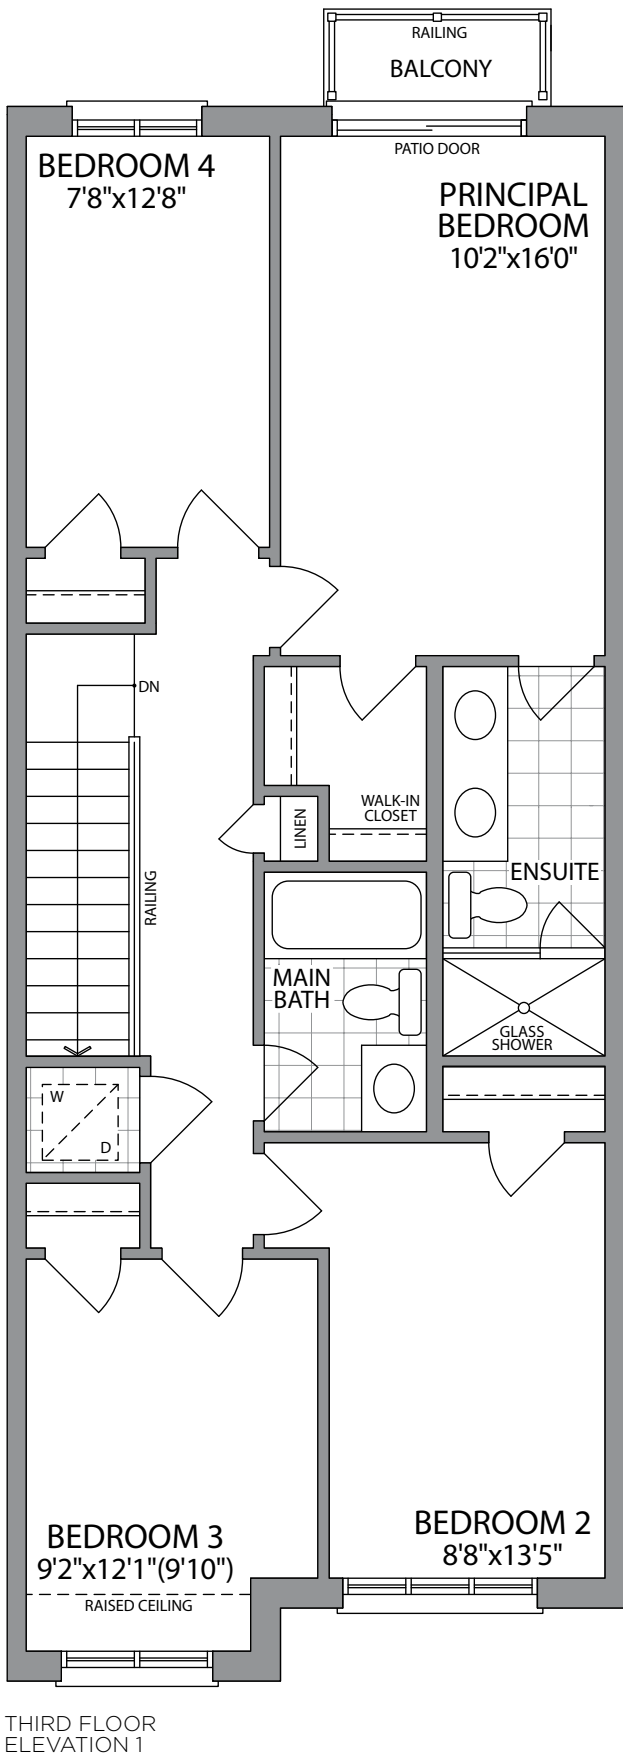 RAILING
BALCONY
PATIO DOOR
BEDROOM 4
7'8"x12'8"
PRINCIPAL
BEDROOM
10'2"x16'0"
DN
WALK-IN
CLOSET
LINEN
RAILING
ENSUITE
MAIN
BATH
GLASS
SHOWER
W
D
BEDROOM 3
9'2"x12'1"(9'10")
RAISED CEILING
BEDROOM 2
8'8"x13'5"
THIRD FLOOR
ELEVATION 1